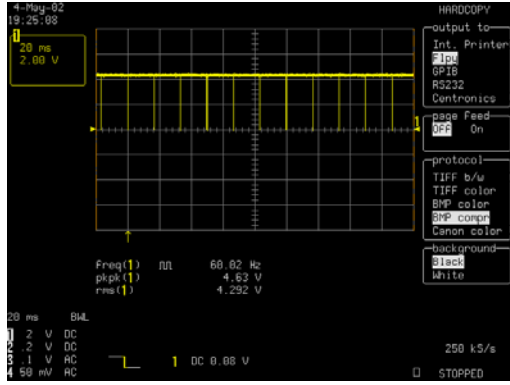 4-May-02
19:25:08
HARDCOPY
output to
Int. Printer
Flpy
GPIB
RS232
Centronics
1
20 ms
2.00 V
1
page Feed
Off On
protocol
TIFF b/w
TIFF color
BMP color
BMP compr
Canon color
background
Black
White
freq(1) 60.02 Hz
pkpk(1) 4.63 V
rms(1) 4.292 V
20 ms BWL
1 2 V DC
2 .2 V DC
3 .1 V AC
4 50 mV AC
1 DC 0.08 V
250 kS/s
STOPPED